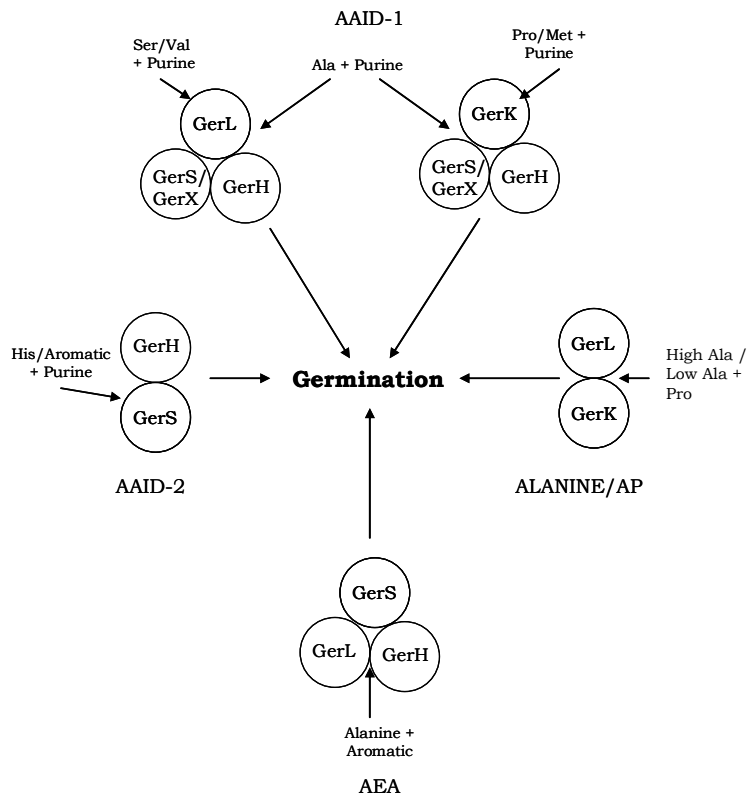 AAID-1
Ser/Val
+ Purine
Ala + Purine
Pro/Met +
Purine
GerL
GerS/
GerX
GerH
GerK
GerS/
GerX
GerH
His/Aromatic
+ Purine
GerH
GerS
AAID-2
Germination
GerL
GerK
High Ala /
Low Ala +
Pro
ALANINE/AP
GerS
GerL
GerH
Alanine +
Aromatic
AEA